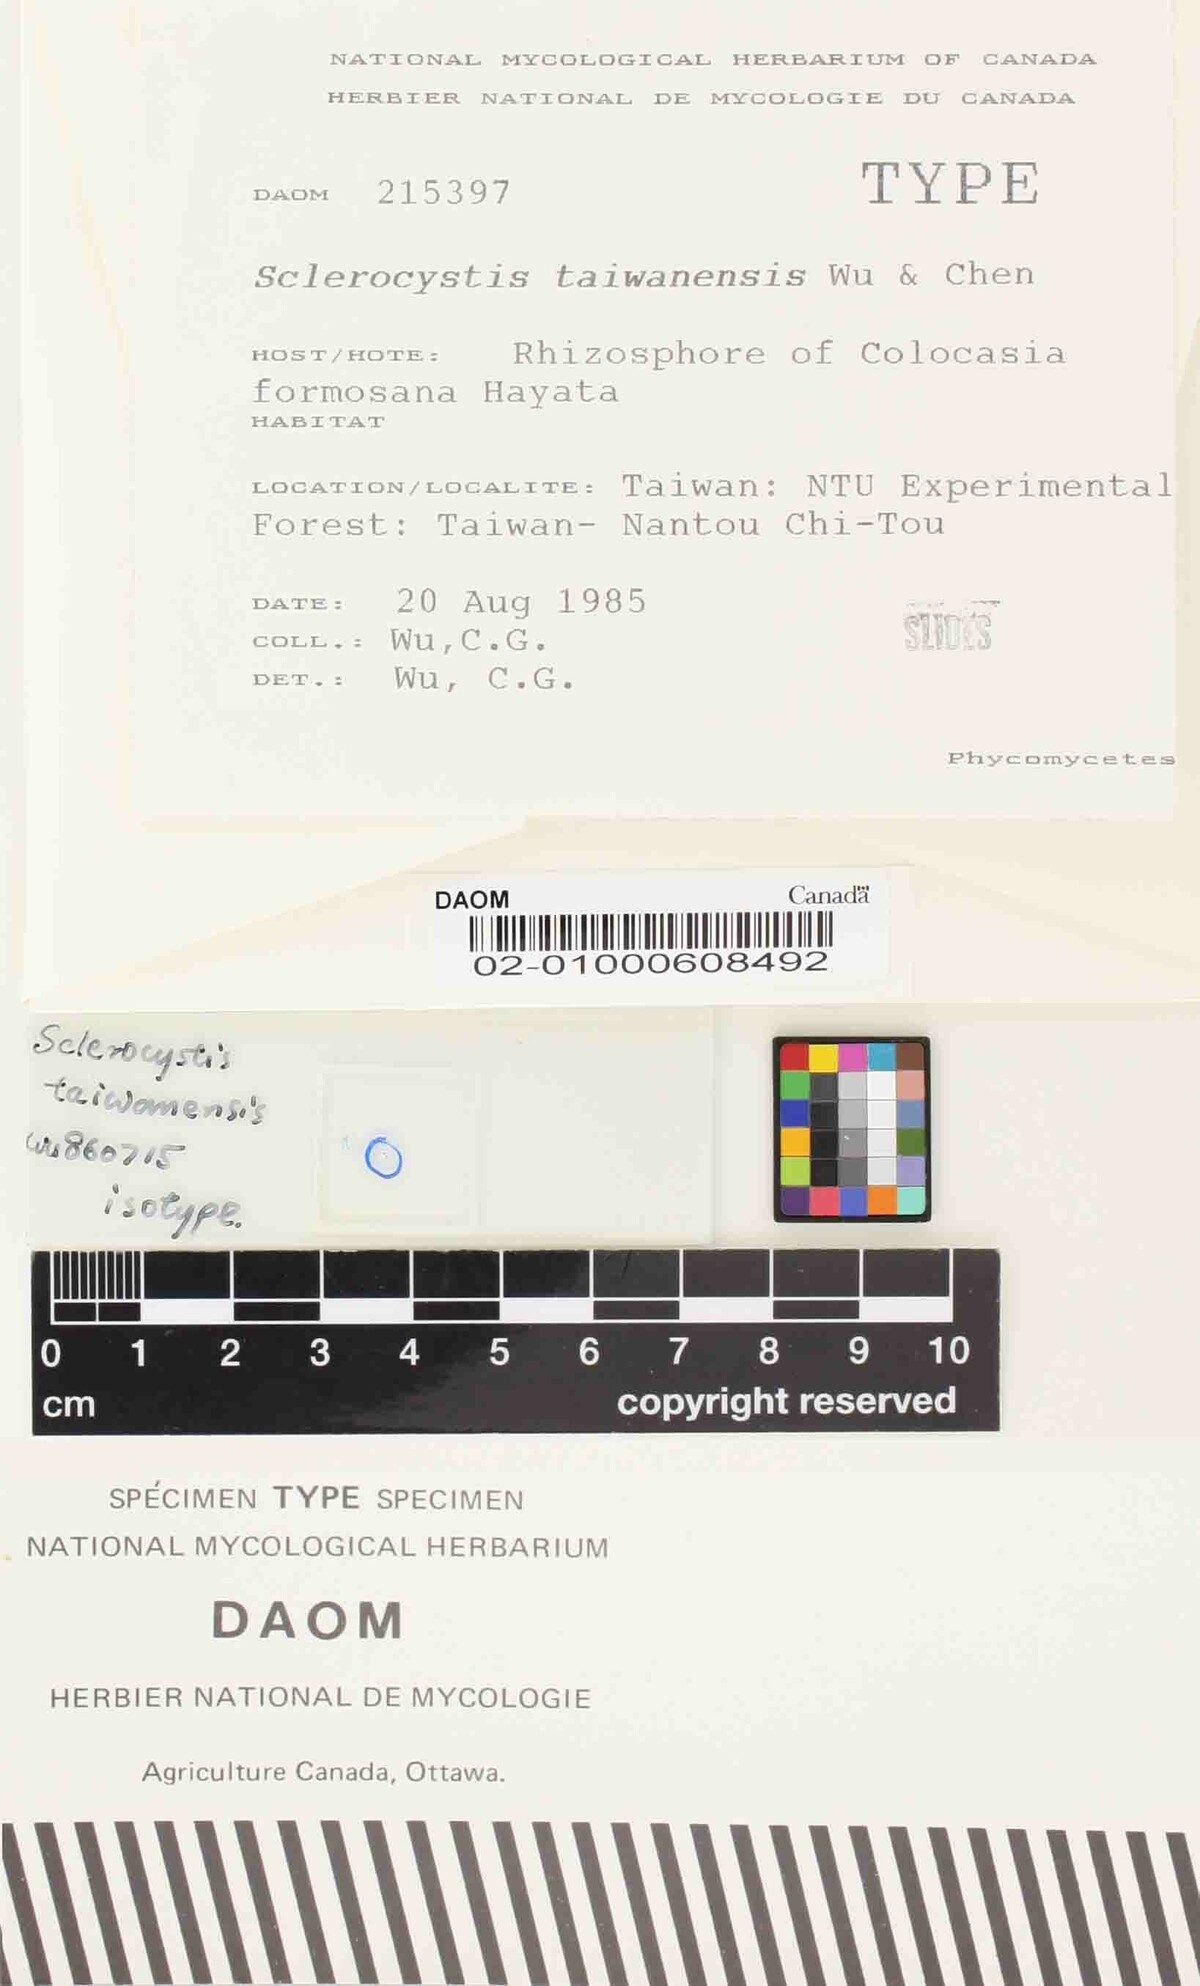 NATIONAL MYCOLOGICAL HERBARIUM OF CANADA
HERBIER NATIONAL DE MYCOLOGIE DU CANADA
DAOM 215397 TYPE
Sclerocystis taiwanensis Wu & Chen
HOST/HOTE: Rhizosphore of Colocasia
formosana Hayata
HABITAT
LOCATION/LOCALITE: Taiwan: NTU Experimental
Forest: Taiwan- Nantou Chi-Tou
DATE: 20 Aug 1985
COLL.: Wu,C.G.
SLIDES
DET.: Wu, C.G.
Phycomycetes
DAOM Canada
02-01000608492
Sclerocystis
taiwanensis
Wu860715
isotype.
0 1 2 3 4 5 6 7 8 9 10
cm copyright reserved
SPÉCIMEN TYPE SPECIMEN
NATIONAL MYCOLOGICAL HERBARIUM
DAOM
HERBIER NATIONAL DE MYCOLOGIE
Agriculture Canada, Ottawa.